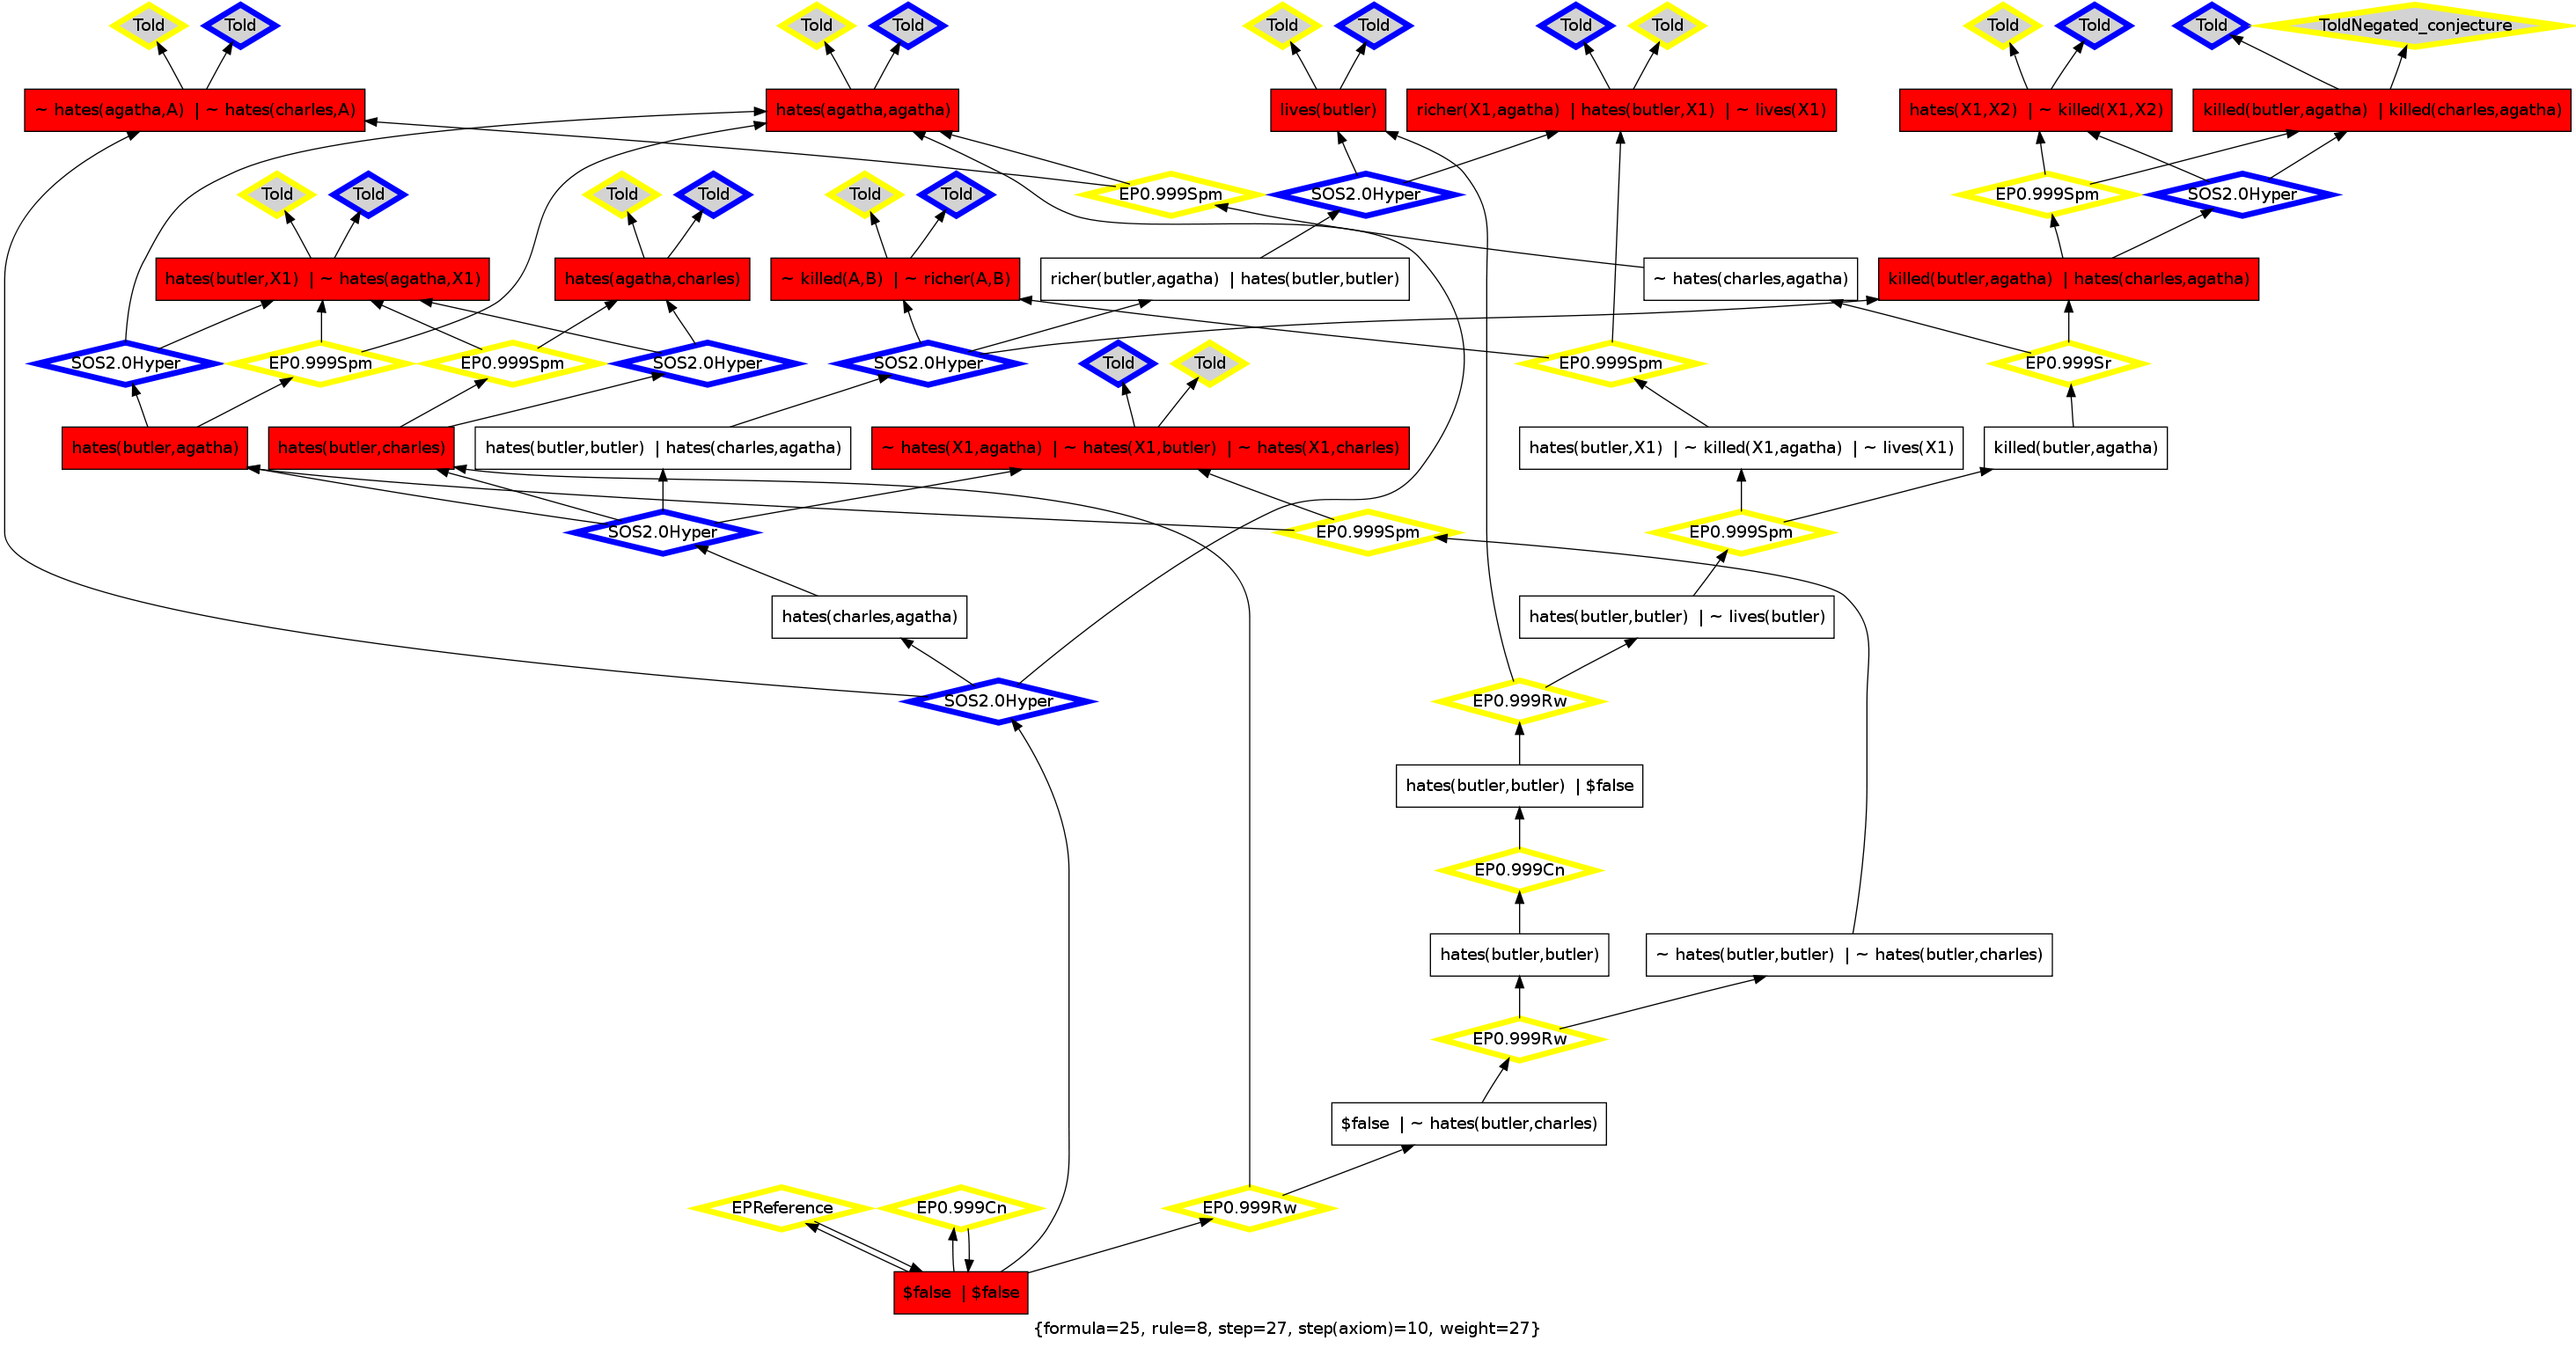 Told
Told
Told
Told
Told
Told
Told
Told
Told
Told
Told
ToldNegated_conjecture
~ hates(agatha,A) | ~ hates(charles,A)
hates(agatha,agatha)
lives(butler)
richer(X1,agatha) | hates(butler,X1) | ~ lives(X1)
hates(X1,X2) | ~ killed(X1,X2)
killed(butler,agatha) | killed(charles,agatha)
Told
Told
Told
Told
Told
Told
EP0.999Spm
SOS2.0Hyper
EP0.999Spm
SOS2.0Hyper
hates(butler,X1) | ~ hates(agatha,X1)
hates(agatha,charles)
~ killed(A,B) | ~ richer(A,B)
richer(butler,agatha) | hates(butler,butler)
~ hates(charles,agatha)
killed(butler,agatha) | hates(charles,agatha)
SOS2.0Hyper
EP0.999Spm
EP0.999Spm
SOS2.0Hyper
SOS2.0Hyper
Told
Told
EP0.999Spm
EP0.999Sr
hates(butler,agatha)
hates(butler,charles)
hates(butler,butler) | hates(charles,agatha)
~ hates(X1,agatha) | ~ hates(X1,butler) | ~ hates(X1,charles)
hates(butler,X1) | ~ killed(X1,agatha) | ~ lives(X1)
killed(butler,agatha)
SOS2.0Hyper
EP0.999Spm
EP0.999Spm
hates(charles,agatha)
hates(butler,butler) | ~ lives(butler)
SOS2.0Hyper
EP0.999Rw
hates(butler,butler) | $false
EP0.999Cn
hates(butler,butler)
~ hates(butler,butler) | ~ hates(butler,charles)
EP0.999Rw
$false | ~ hates(butler,charles)
EPReference
EP0.999Cn
EP0.999Rw
$false | $false
{formula=25, rule=8, step=27, step(axiom)=10, weight=27}